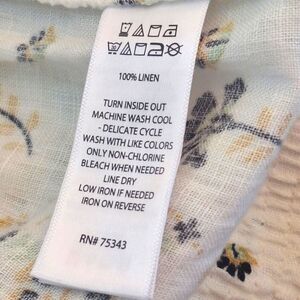 100% LINEN
TURN INSIDE OUT
MACHINE WASH COOL
- DELICATE CYCLE
WASH WITH LIKE COLORS
ONLY NON-CHLORINE
BLEACH WHEN NEEDED
LINE DRY
LOW IRON IF NEEDED
IRON ON REVERSE
RN# 75343